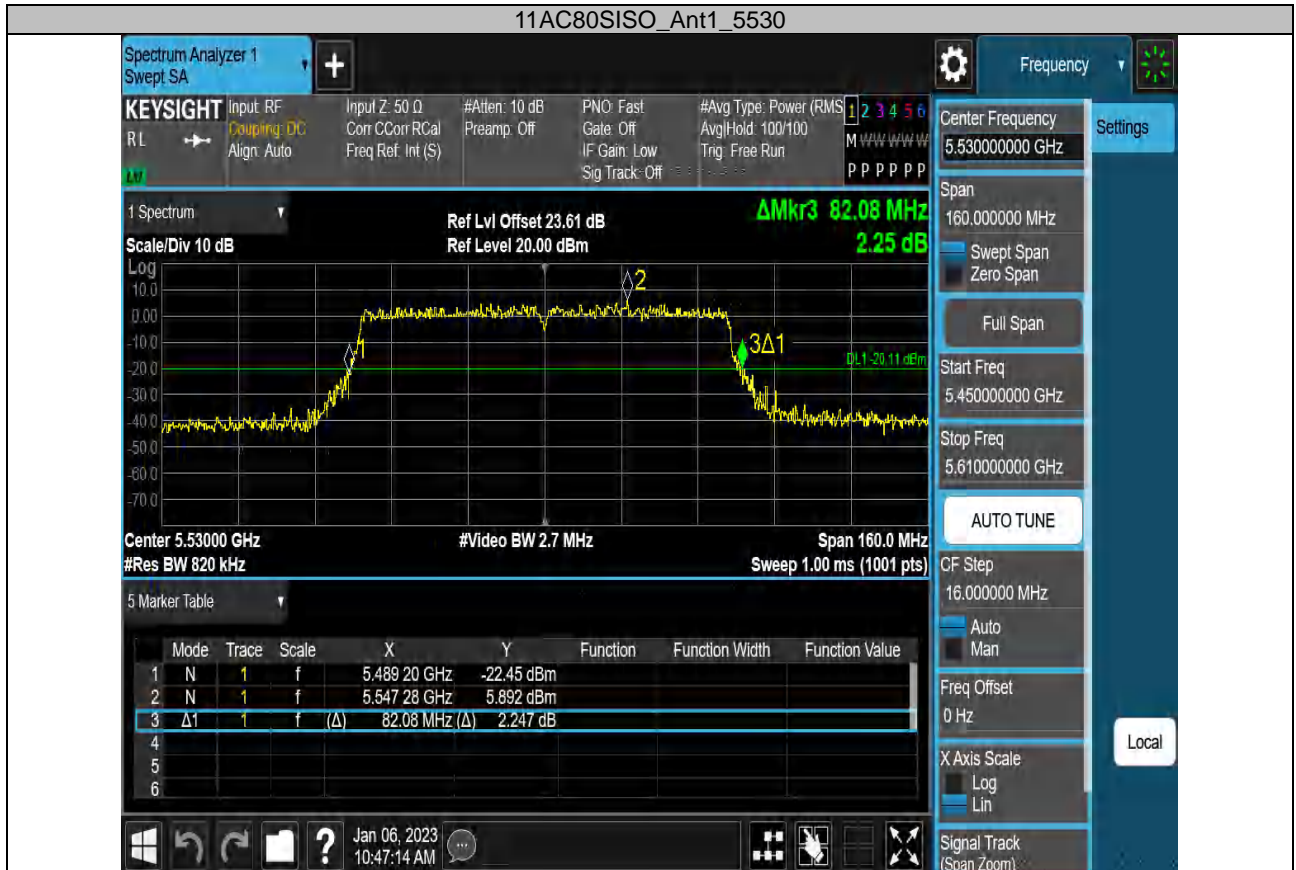 11AC80SISO_Ant1_5530
Spectrum Analyzer 1
Swept SA
+
Frequency
KEYSIGHT
RL
Input: RF
Coupling: DC
Align: Auto
Input Z: 50 Ω
Corr CCorr RCal
Freq Ref: Int (S)
#Atten: 10 dB
Preamp: Off
PNO: Fast
Gate: Off
IF Gain: Low
Sig Track: Off
#Avg Type: Power (RMS
Avg|Hold: 100/100
Trig: Free Run
1 2 3 4 5 6
M W W W W W
P P P P P P
1 Spectrum
Scale/Div 10 dB
Ref Lvl Offset 23.61 dB
Ref Level 20.00 dBm
ΔMkr3 82.08 MHz
2.25 dB
Log
10.0
0.00
-10.0
-20.0
-30.0
-40.0
-50.0
-60.0
-70.0
1
2
3Δ1
DL1 -20.11 dBm
Center 5.53000 GHz
#Res BW 820 kHz
#Video BW 2.7 MHz
Span 160.0 MHz
Sweep 1.00 ms (1001 pts)
5 Marker Table
Mode Trace Scale X Y Function Function Width Function Value
1 N 1 f 5.489 20 GHz -22.45 dBm
2 N 1 f 5.547 28 GHz 5.892 dBm
3 Δ1 1 f (Δ) 82.08 MHz (Δ) 2.247 dB
4
5
6
?
Jan 06, 2023
10:47:14 AM
Center Frequency
5.530000000 GHz
Settings
Span
160.000000 MHz
Swept Span
Zero Span
Full Span
Start Freq
5.450000000 GHz
Stop Freq
5.610000000 GHz
AUTO TUNE
CF Step
16.000000 MHz
Auto
Man
Freq Offset
0 Hz
X Axis Scale
Log
Lin
Local
Signal Track
(Span Zoom)